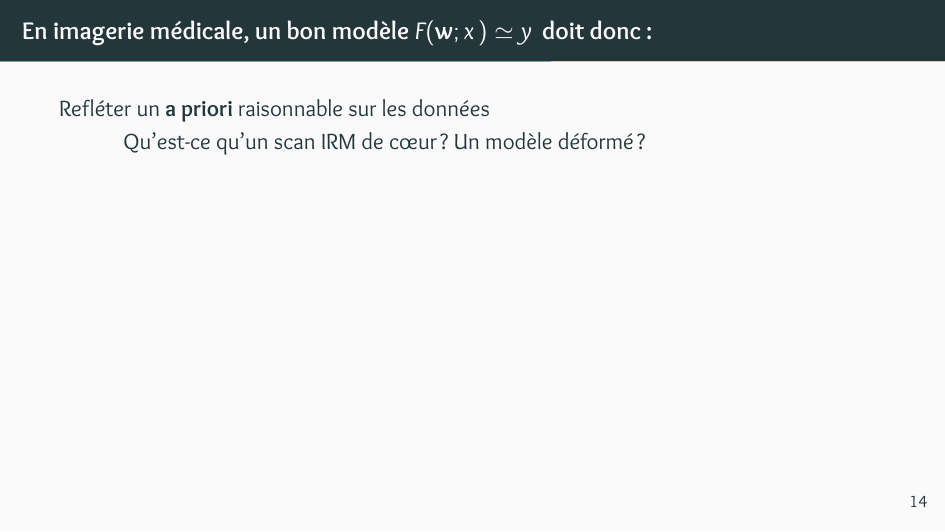 En imagerie médicale, un bon modèle F(w; x) ≃ y doit donc :
Refléter un a priori raisonnable sur les données
Qu’est-ce qu’un scan IRM de cœur ? Un modèle déformé ?
14